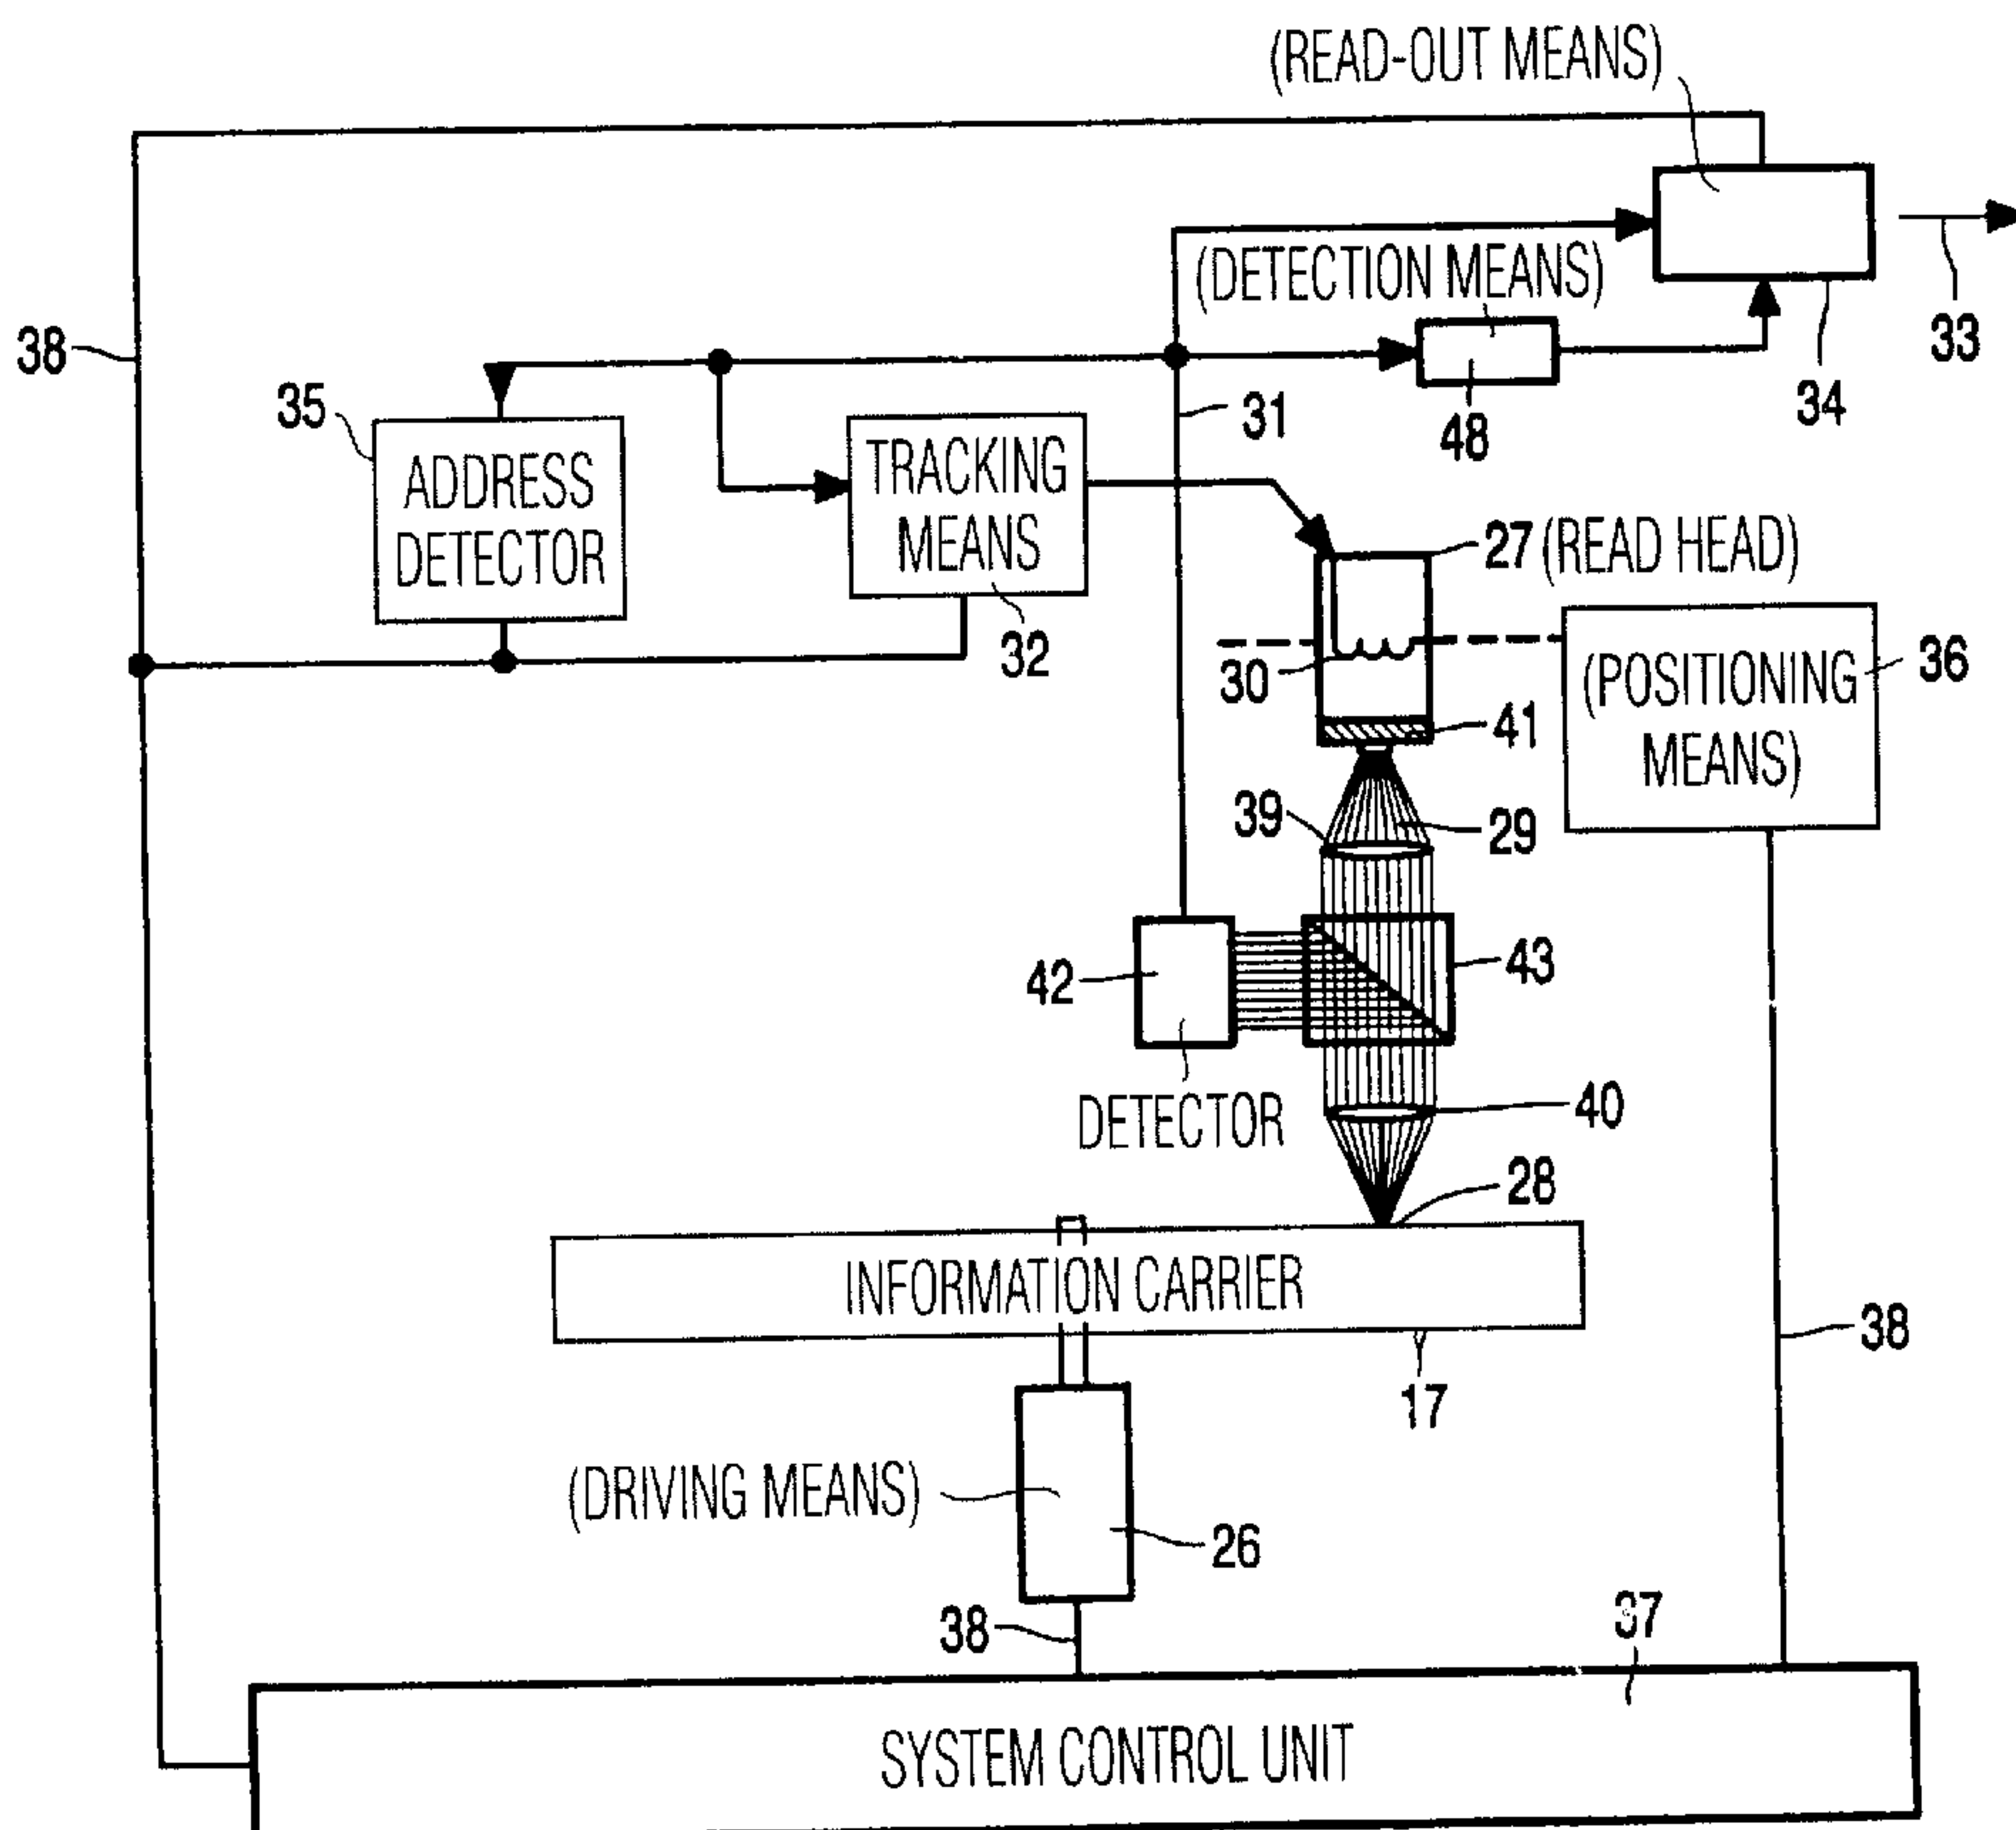 (READ-OUT MEANS)
33
34
(DETECTION MEANS)
48
38
31
35
ADDRESS
DETECTOR
TRACKING
MEANS
32
27 (READ HEAD)
30
41
36
(POSITIONING
MEANS)
39
29
42
43
DETECTOR
40
28
INFORMATION CARRIER
17
38
(DRIVING MEANS)
26
38
37
SYSTEM CONTROL UNIT